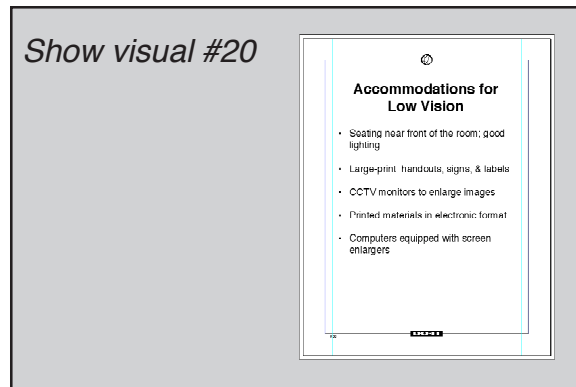 Show visual #20
Accommodations for
Low Vision
• Seating near front of the room; good
lighting
• Large-print handouts, signs, & labels
• CCTV monitors to enlarge images
• Printed materials in electronic format
• Computers equipped with screen
enlargers